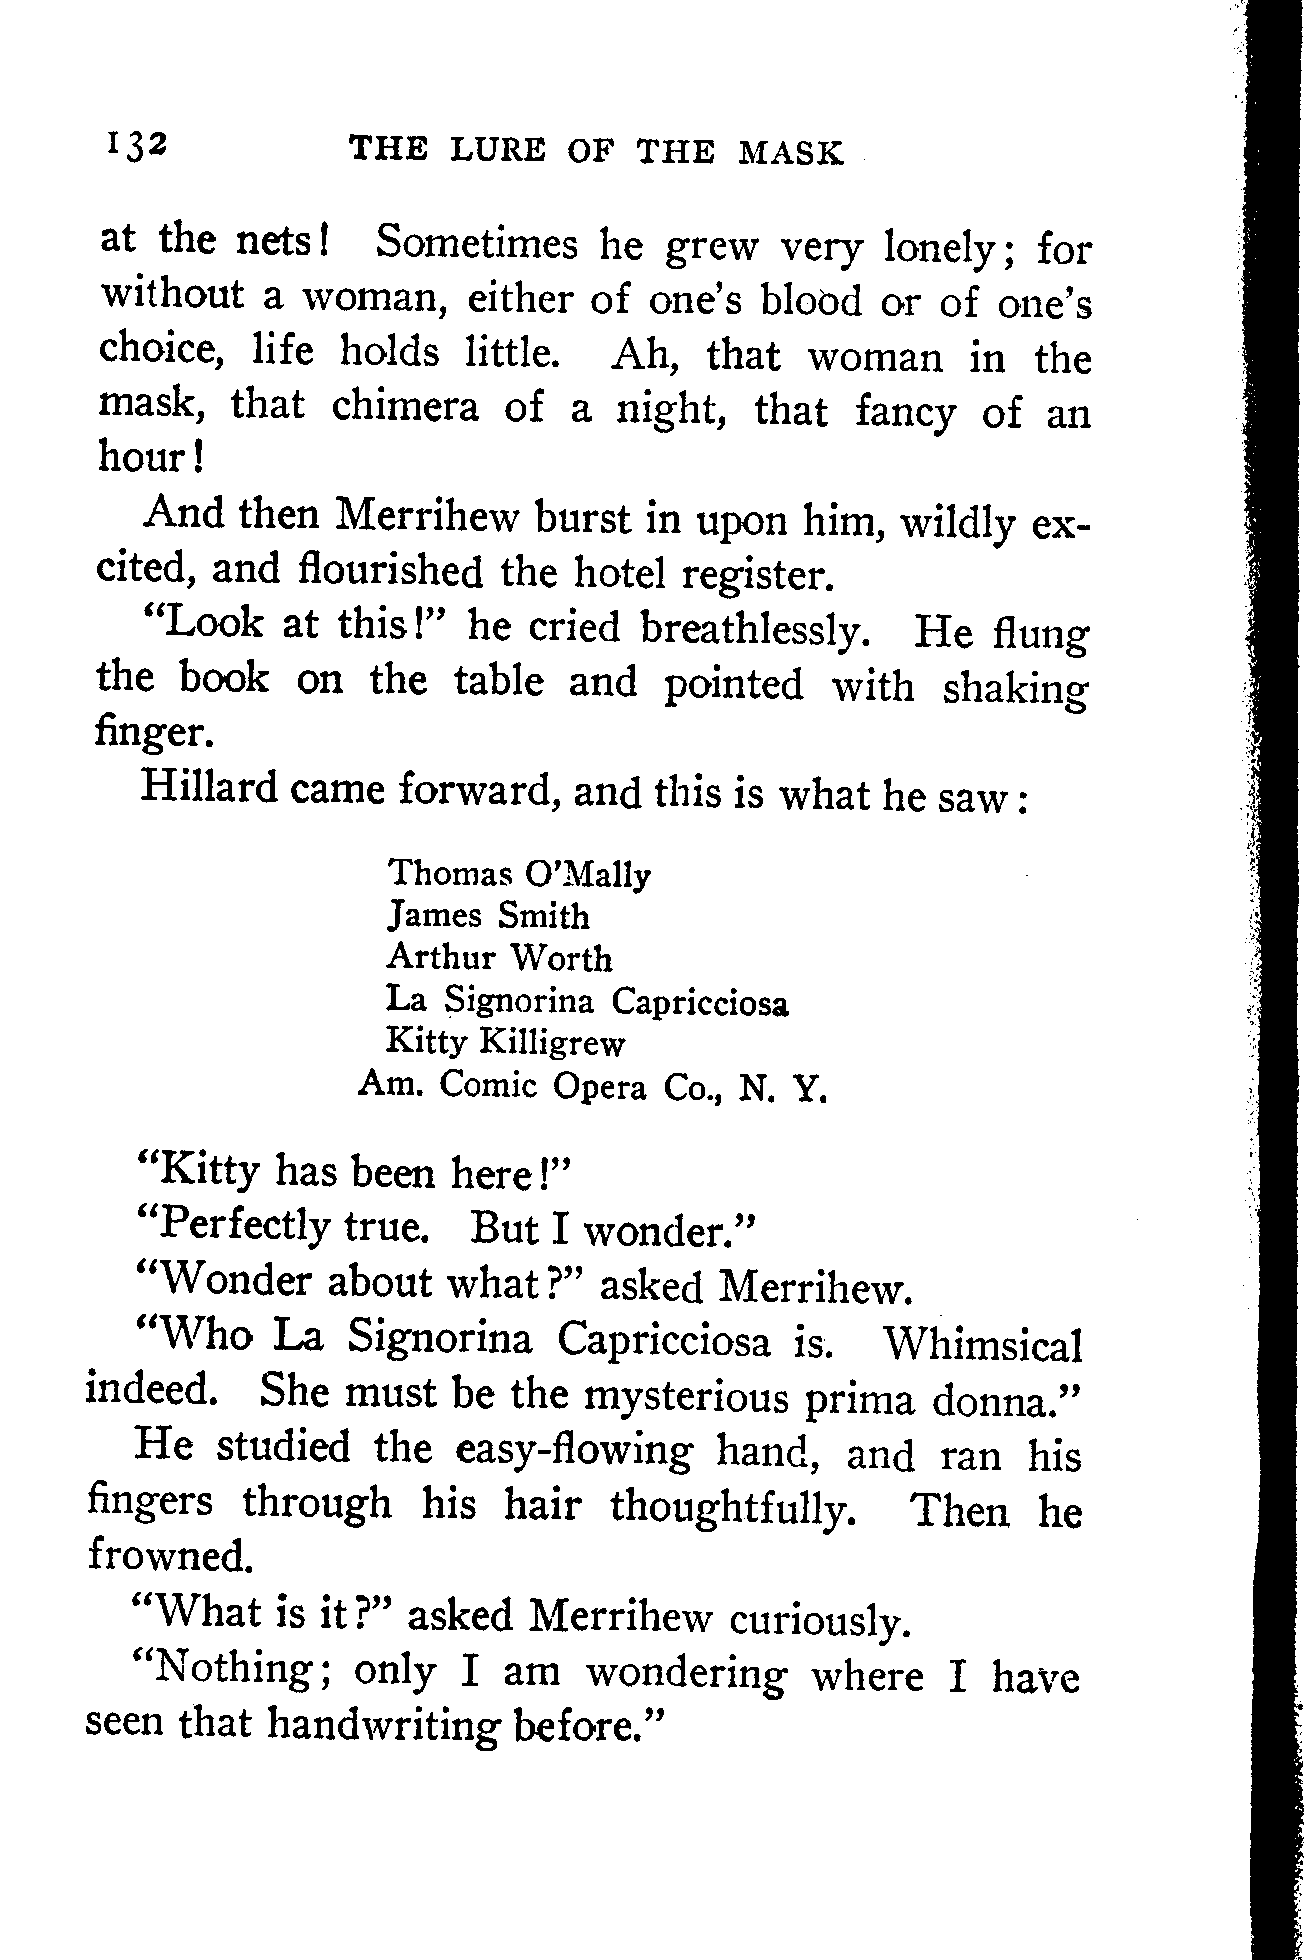 132 THE LURE OF THE MASK
at the nets! Sometimes he grew very lonely; for
without a woman, either of one's blood or of one's
choice, life holds little. Ah, that woman in the
mask, that chimera of a night, that fancy of an
hour!
And then Merrihew burst in upon him, wildly ex-
cited, and flourished the hotel register.
“Look at this!” he cried breathlessly. He flung
the book on the table and pointed with shaking
finger.
Hillard came forward, and this is what he saw:
Thomas O'Mally
James Smith
Arthur Worth
La Signorina Capricciosa
Kitty Killigrew
Am. Comic Opera Co., N. Y.
“Kitty has been here!”
“Perfectly true. But I wonder.”
“Wonder about what?” asked Merrihew.
“Who La Signorina Capricciosa is. Whimsical
indeed. She must be the mysterious prima donna.”
He studied the easy-flowing hand, and ran his
fingers through his hair thoughtfully. Then he
frowned.
“What is it?” asked Merrihew curiously.
“Nothing; only I am wondering where I have
seen that handwriting before.”